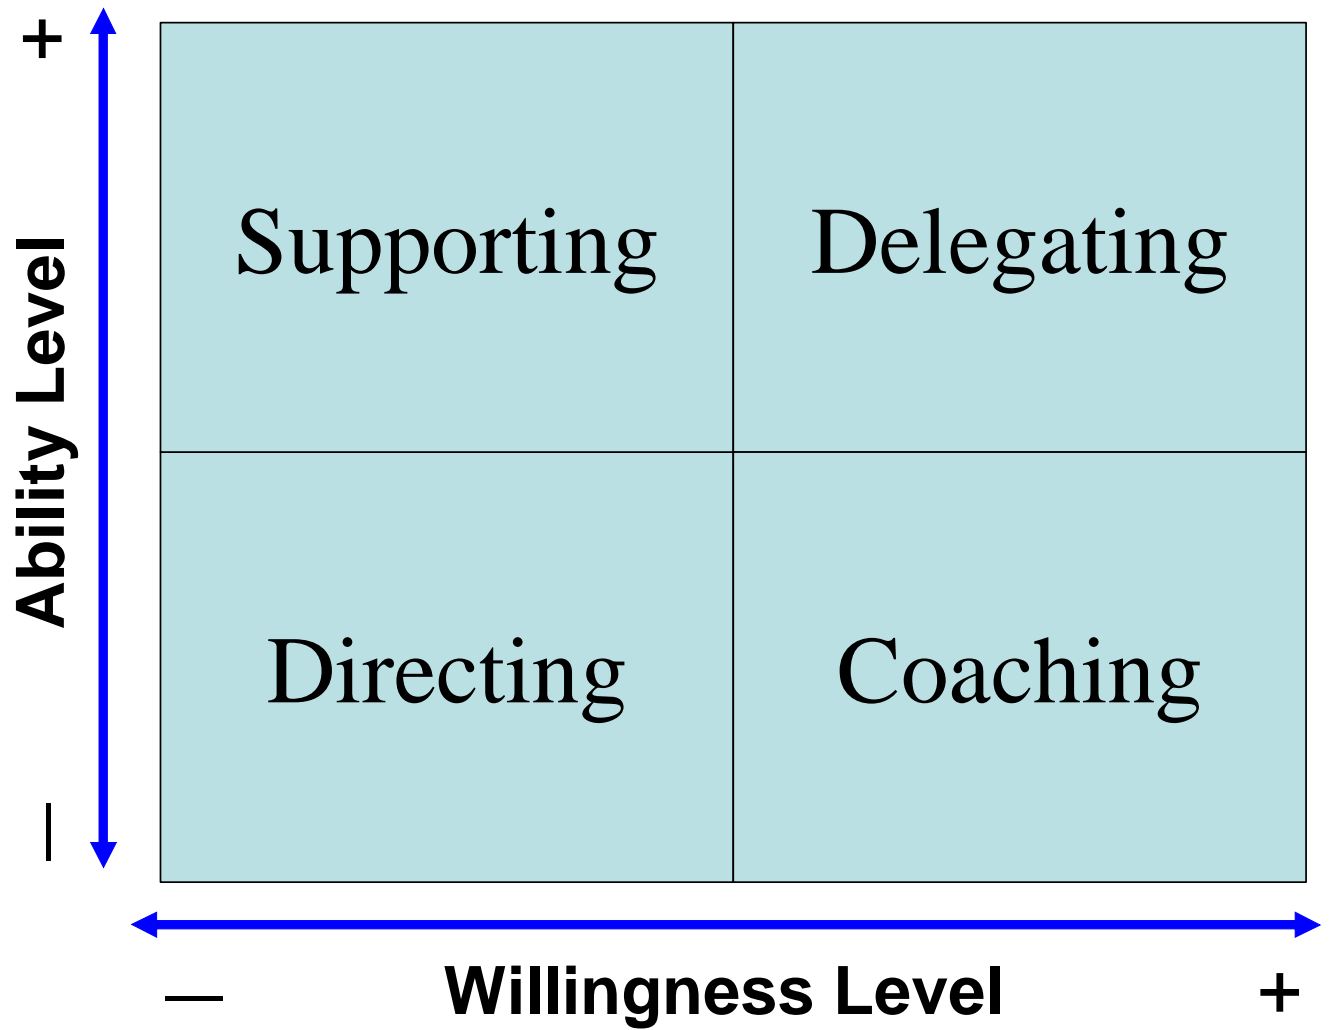 +
Ability Level
—
Supporting
Delegating
Directing
Coaching
— Willingness Level +